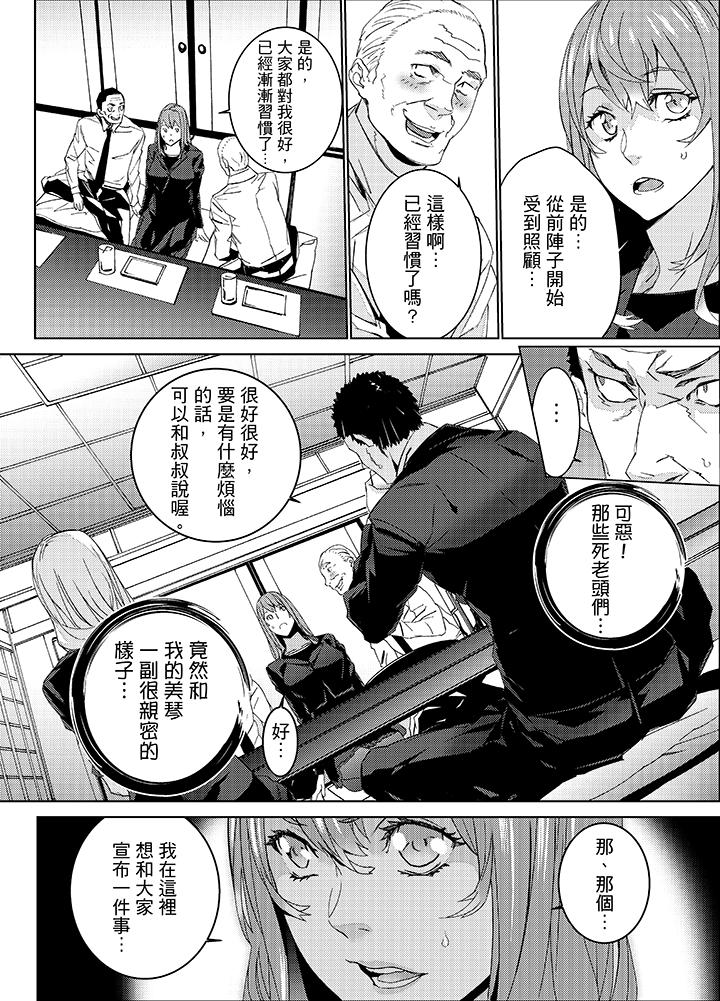 是的…
從前陣子開始
受到照顧…
這樣啊…
已經習慣了嗎？
是的，
大家都對我很好，
已經漸漸習慣了…
…
可惡！
那些死老頭們…
很好很好，
要是有什麼煩惱
的話，
可以和叔叔說喔。
竟然和
我的美琴
一副很親密的
樣子…
好…
那、那個…
我在這裡
想和大家
宣布一件事…